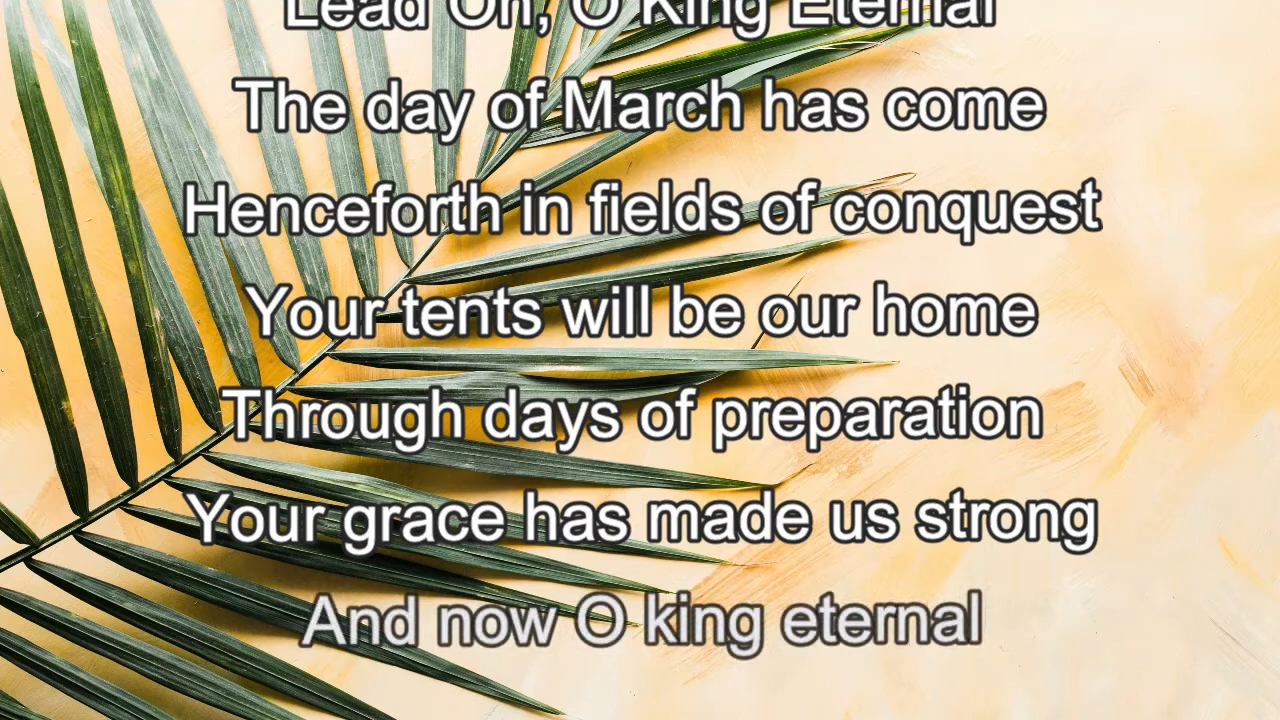 Lead On, O King Eternal
The day of March has come
Henceforth in fields of conquest
Your tents will be our home
Through days of preparation
Your grace has made us strong
And now O king eternal